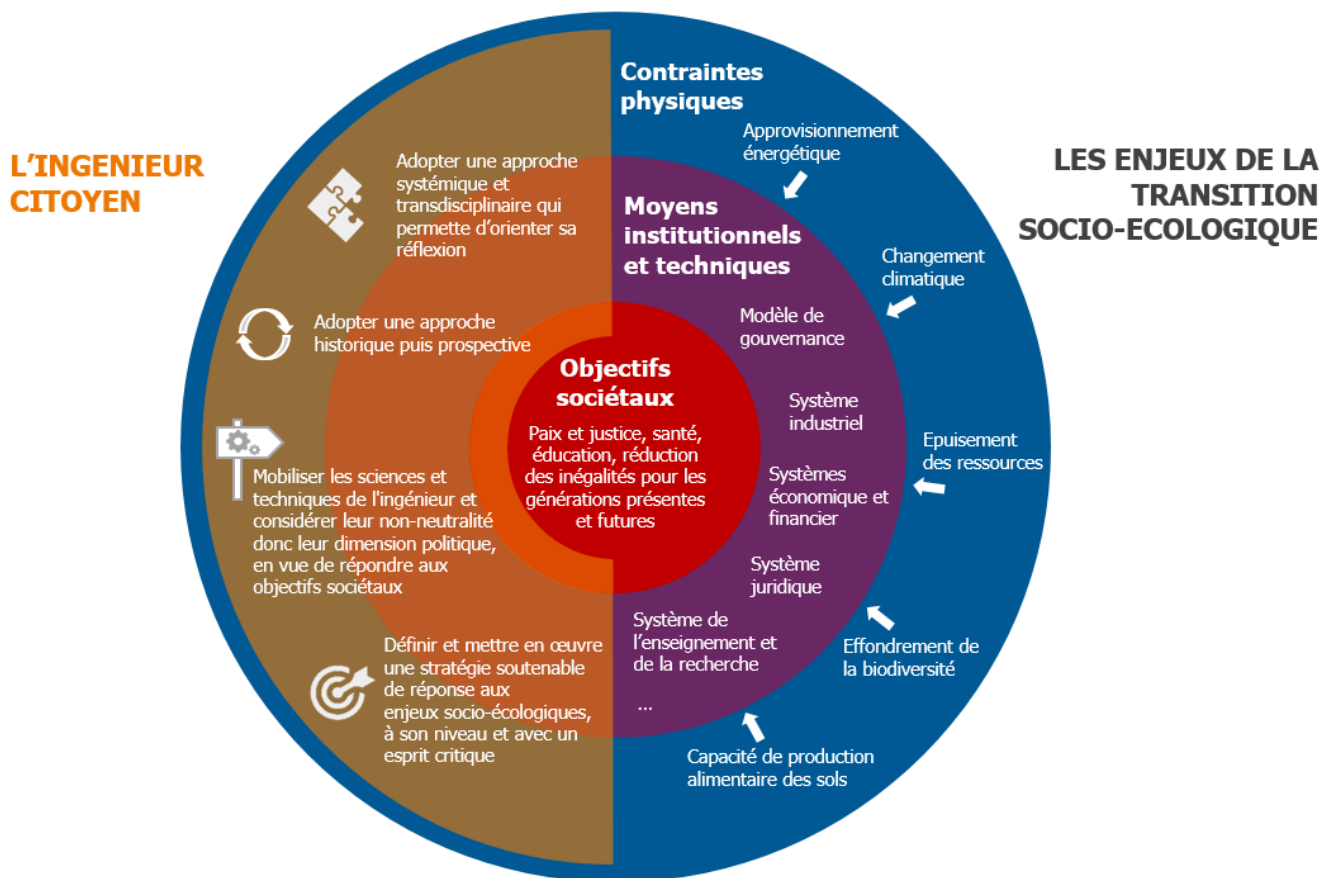 L'INGENIEUR
CITOYEN
Adopter une approche
systémique et
transdisciplinaire qui
permette d'orienter sa
réflexion
Adopter une approche
historique puis prospective
Mobiliser les sciences et
techniques de l'ingénieur et
considérer leur non-neutralité
donc leur dimension politique,
en vue de répondre aux
objectifs sociétaux
Définir et mettre en œuvre
une stratégie soutenable
de réponse aux
enjeux socio-écologiques,
à son niveau et avec un
esprit critique
Objectifs
sociétaux
Paix et justice, santé,
éducation, réduction
des inégalités pour les
générations présentes
et futures
Moyens
institutionnels
et techniques
Modèle de
gouvernance
Système
industriel
Systèmes
économique et
financier
Système
juridique
Système de
l'enseignement et
de la recherche
...
Contraintes
physiques
Approvisionnement
énergétique
Changement
climatique
Epuisement
des ressources
Effondrement de
la biodiversité
Capacité de production
alimentaire des sols
LES ENJEUX DE LA
TRANSITION
SOCIO-ECOLOGIQUE